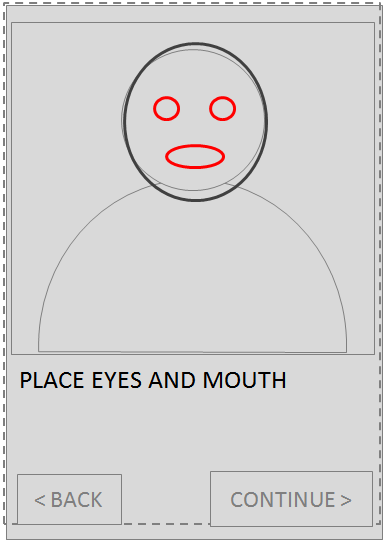 PLACE EYES AND MOUTH
< BACK
CONTINUE >